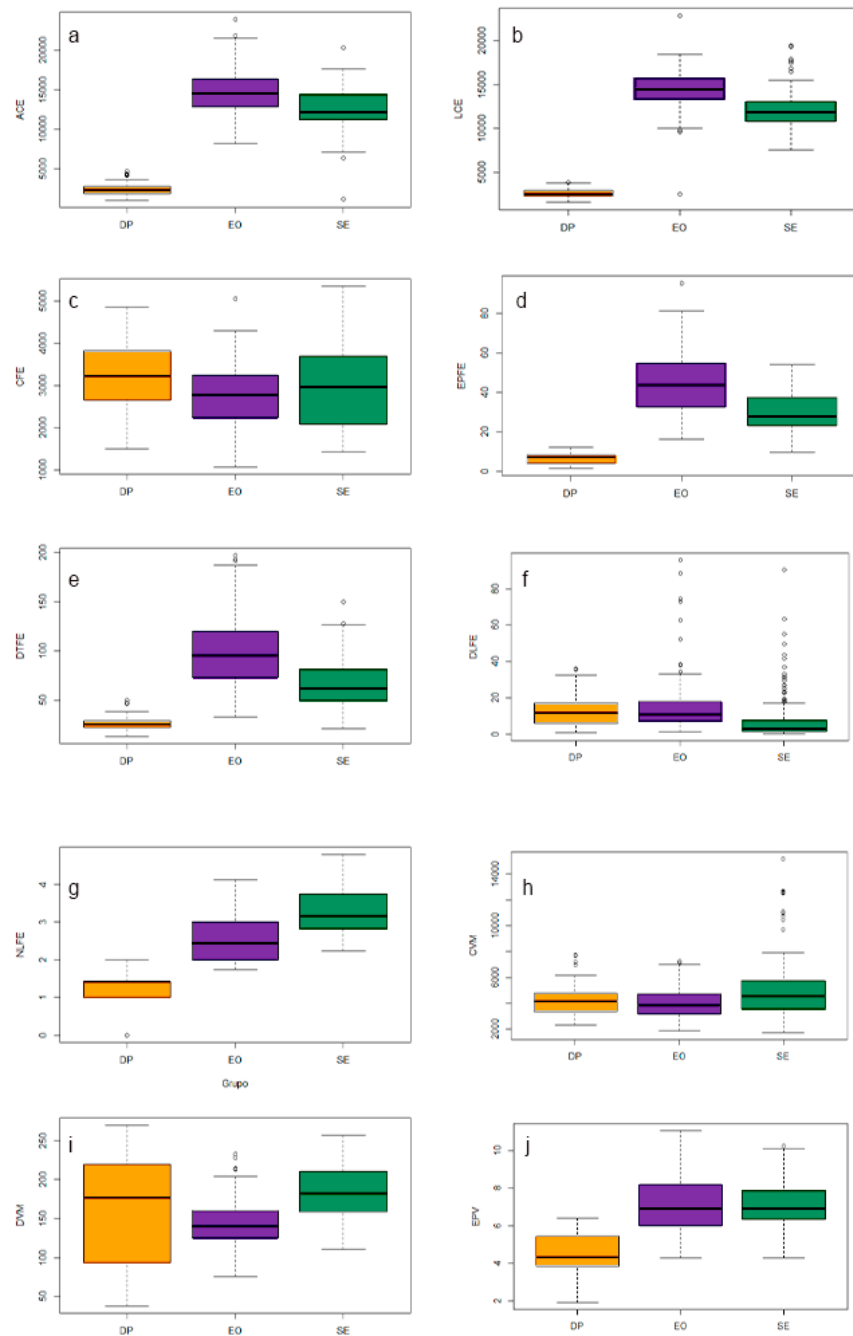 a
ACE
20000
15000
10000
5000
DP EO SE
b
LCE
20000
15000
10000
5000
DP EO SE
c
CFE
5000
4000
3000
2000
1000
DP EO SE
d
EPFE
80
60
40
20
0
DP EO SE
e
DTFE
200
150
100
50
DP EO SE
f
DLFE
80
60
40
20
0
DP EO SE
g
NLFE
4
3
2
1
0
DP EO SE
Grupo
h
CVM
14000
10000
6000
2000
DP EO SE
i
DVM
250
200
150
100
50
DP EO SE
j
EPV
10
8
6
4
2
DP EO SE